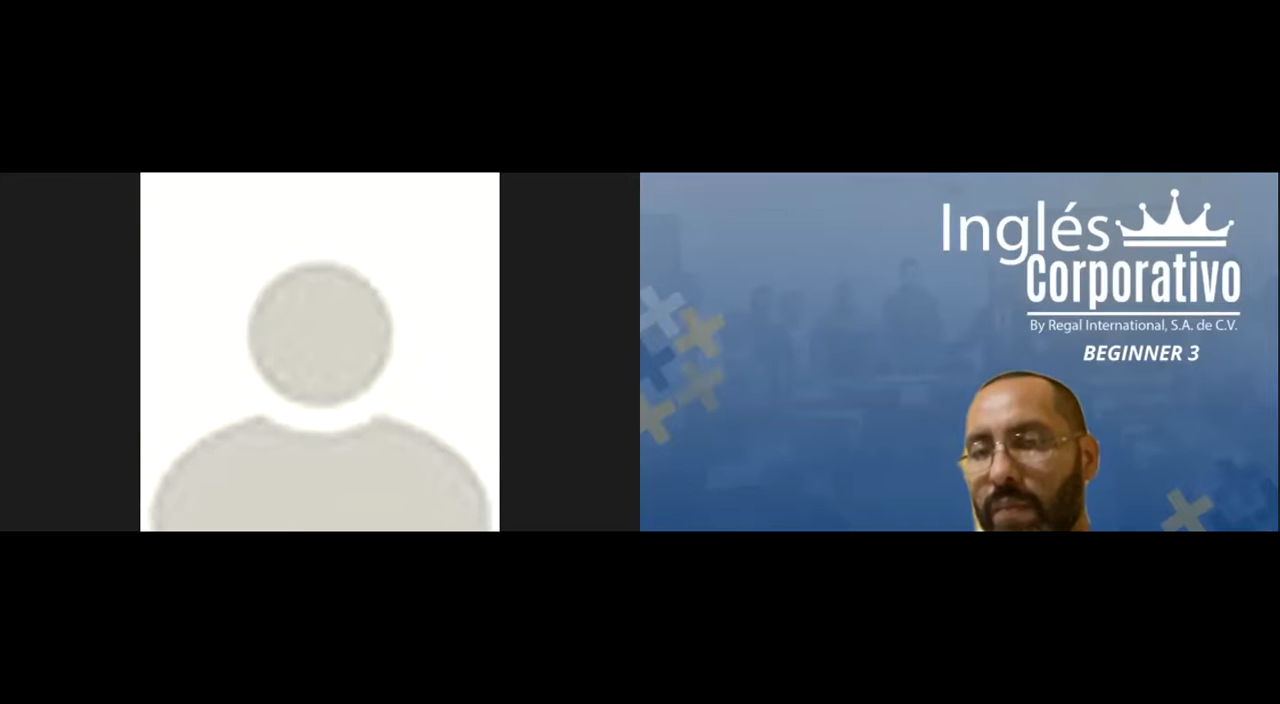 Inglés
Corporativo
By Regal International, S.A. de C.V.
BEGINNER 3